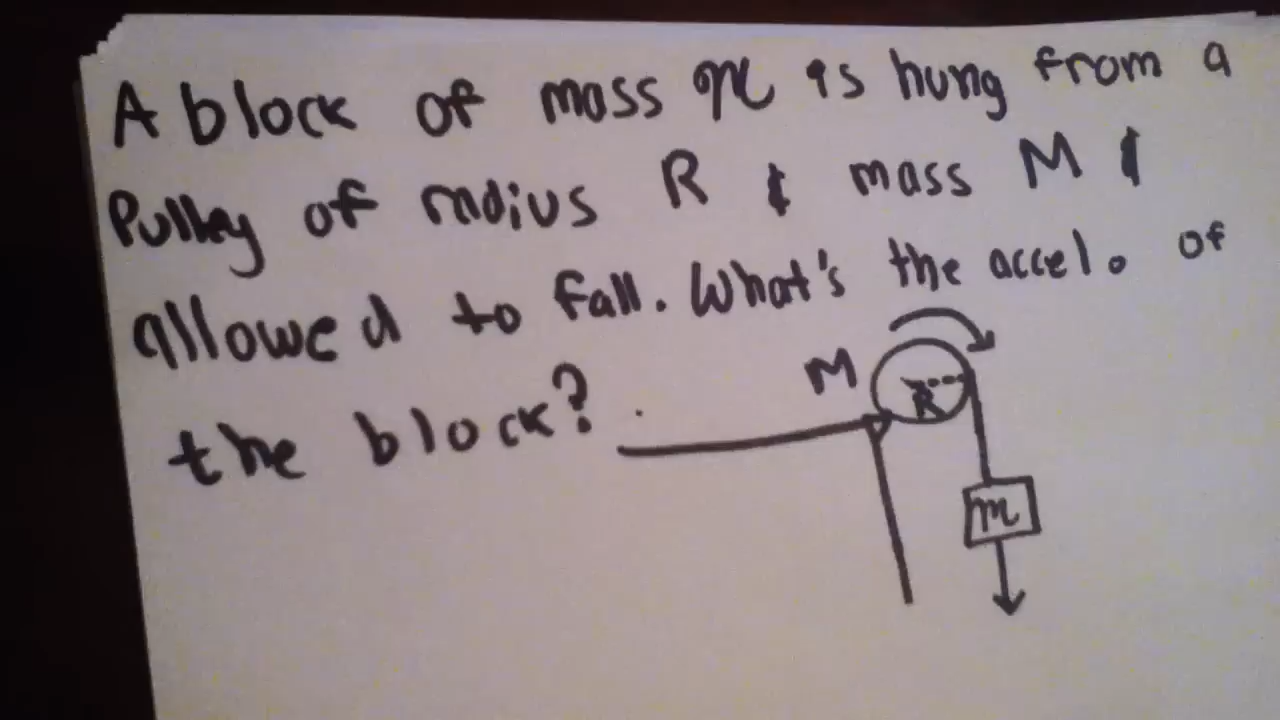 A block of mass m is hung from a
Pulley of radius R & mass M &
allowed to fall. What's the accel. of
the block?
M
R
m